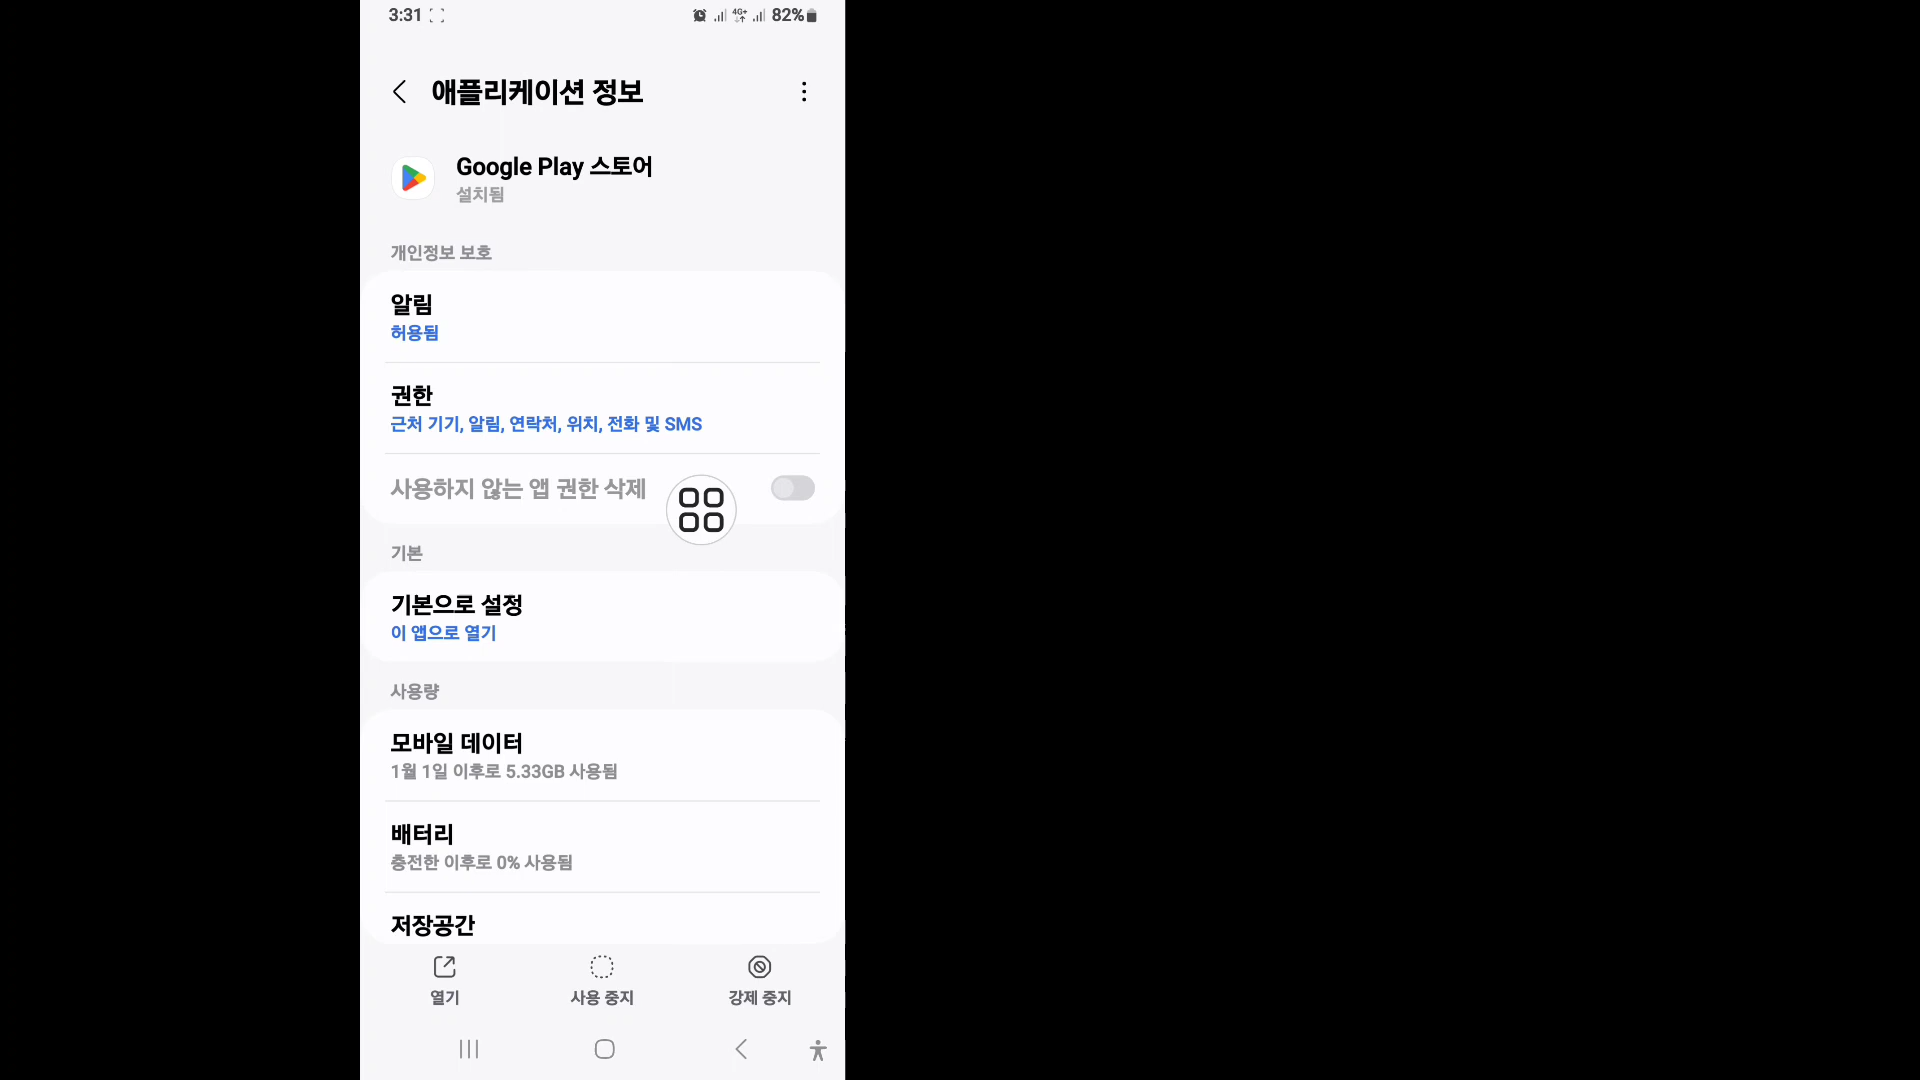 3:31
4G+
82%
애플리케이션 정보
Google Play 스토어
설치됨
개인정보 보호
알림
허용됨
권한
근처 기기, 알림, 연락처, 위치, 전화 및 SMS
사용하지 않는 앱 권한 삭제
기본
기본으로 설정
이 앱으로 열기
사용량
모바일 데이터
1월 1일 이후로 5.33GB 사용됨
배터리
충전한 이후로 0% 사용됨
저장공간
열기
사용 중지
강제 중지